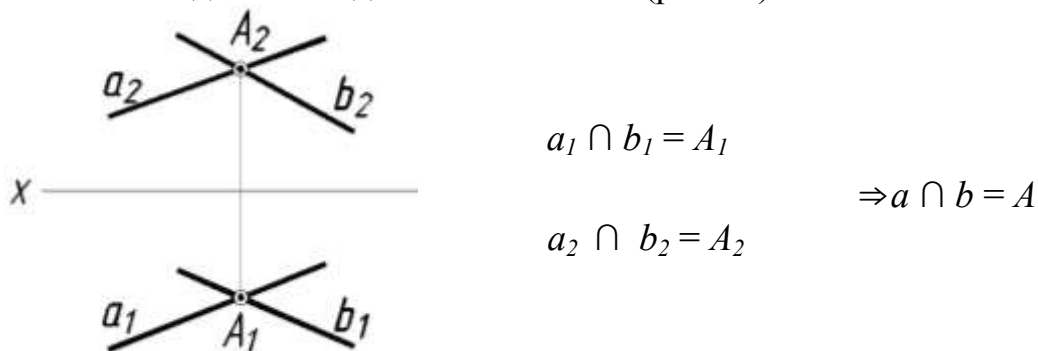 A₂
a₂
b₂
a₁ ∩ b₁ = A₁
x
⇒a ∩ b = A
a₂ ∩ b₂ = A₂
a₁
A₁
b₁